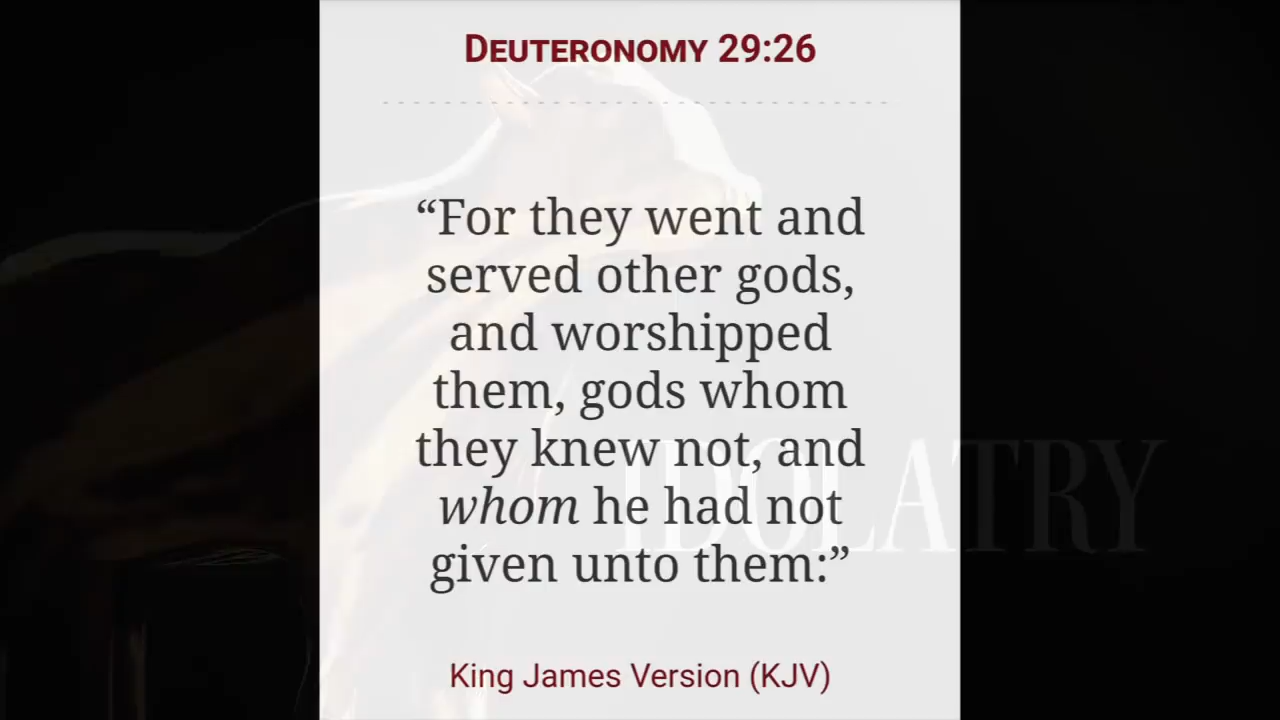 DEUTERONOMY 29:26
“For they went and
served other gods,
and worshipped
them, gods whom
they knew not, and
whom he had not
given unto them:”
IDOLATRY
King James Version (KJV)